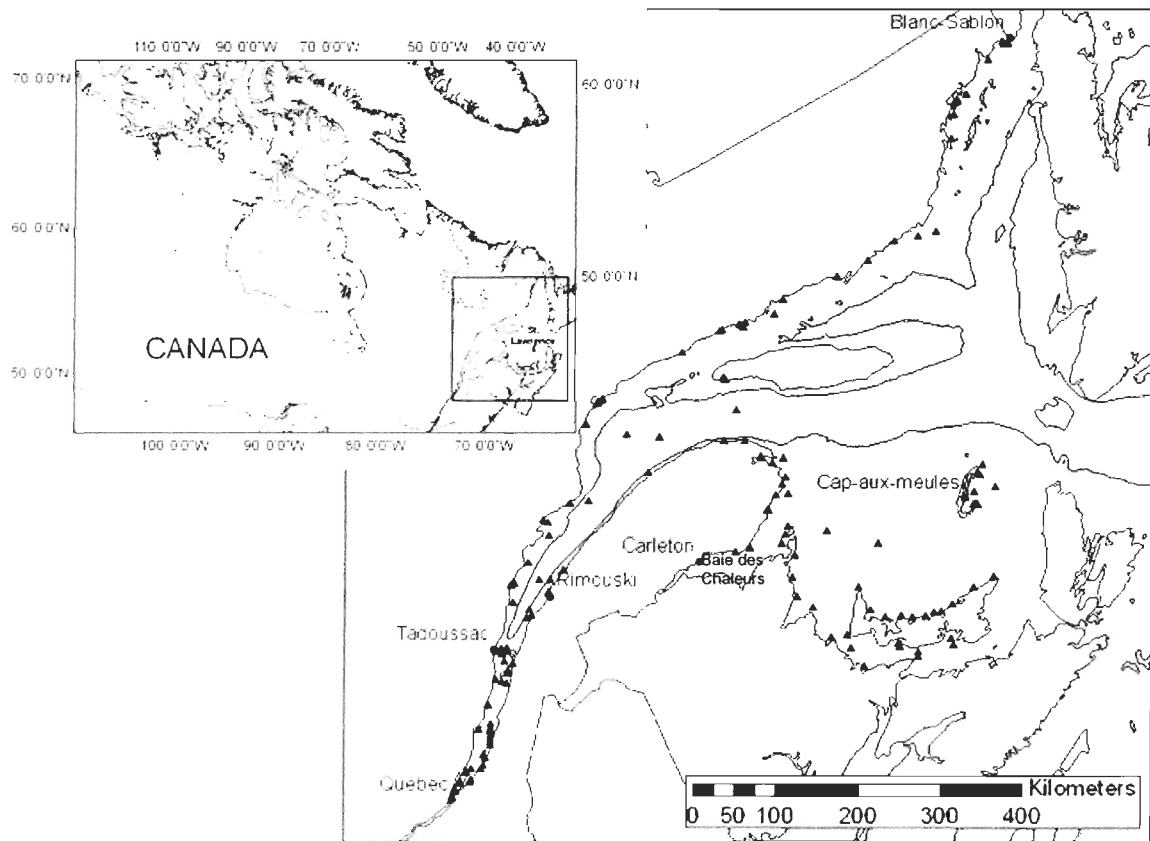 Blanc-Sablon
110 0'0"W 90 0'0"W 70 0'0"W 50 0'0"W 40 0'0"W
70 0'0"N
60 0'0"N
60 0'0"N
50 0'0"N
CANADA
St.
Lawrence
50 0'0"N
100 0'0"W 90 0'0"W 80 0'0"W 70 0'0"W
Cap-aux-meules
Carleton
Baie des
Chaleurs
Rimouski
Tadoussac
Quebec
Kilometers
0 50 100 200 300 400